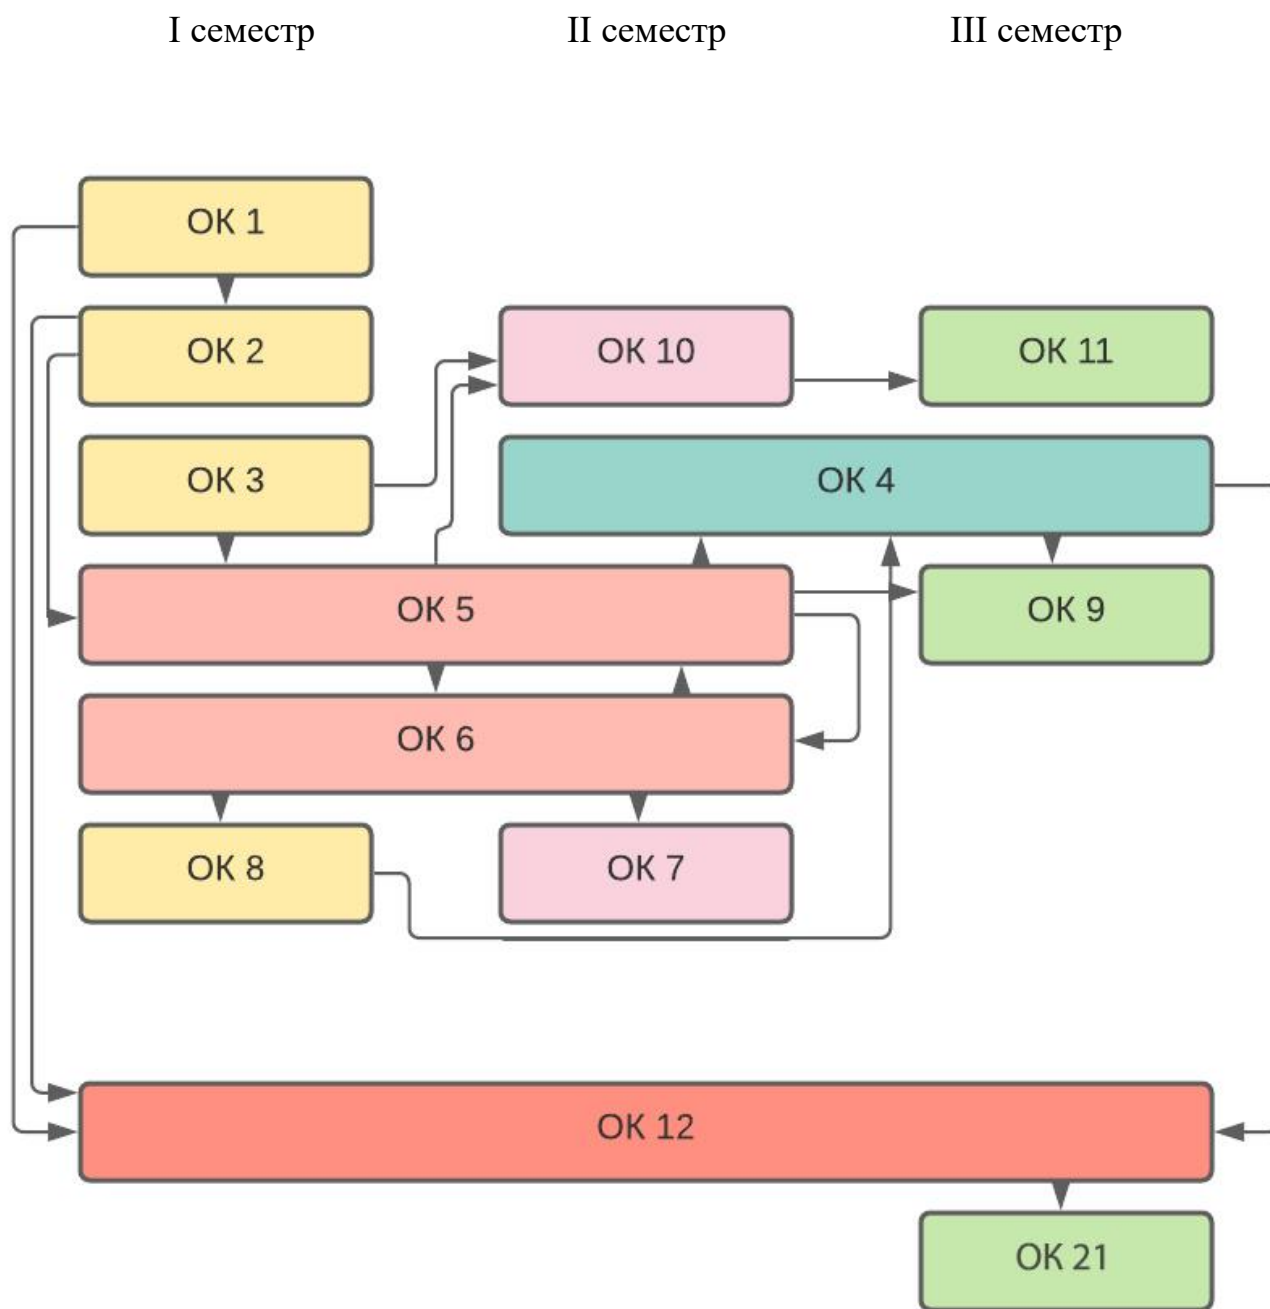 I семестр II семестр III семестр
ОК 1
ОК 2 ОК 10 ОК 11
ОК 3 ОК 4
ОК 5 ОК 9
ОК 6
ОК 8 ОК 7
ОК 12
ОК 21